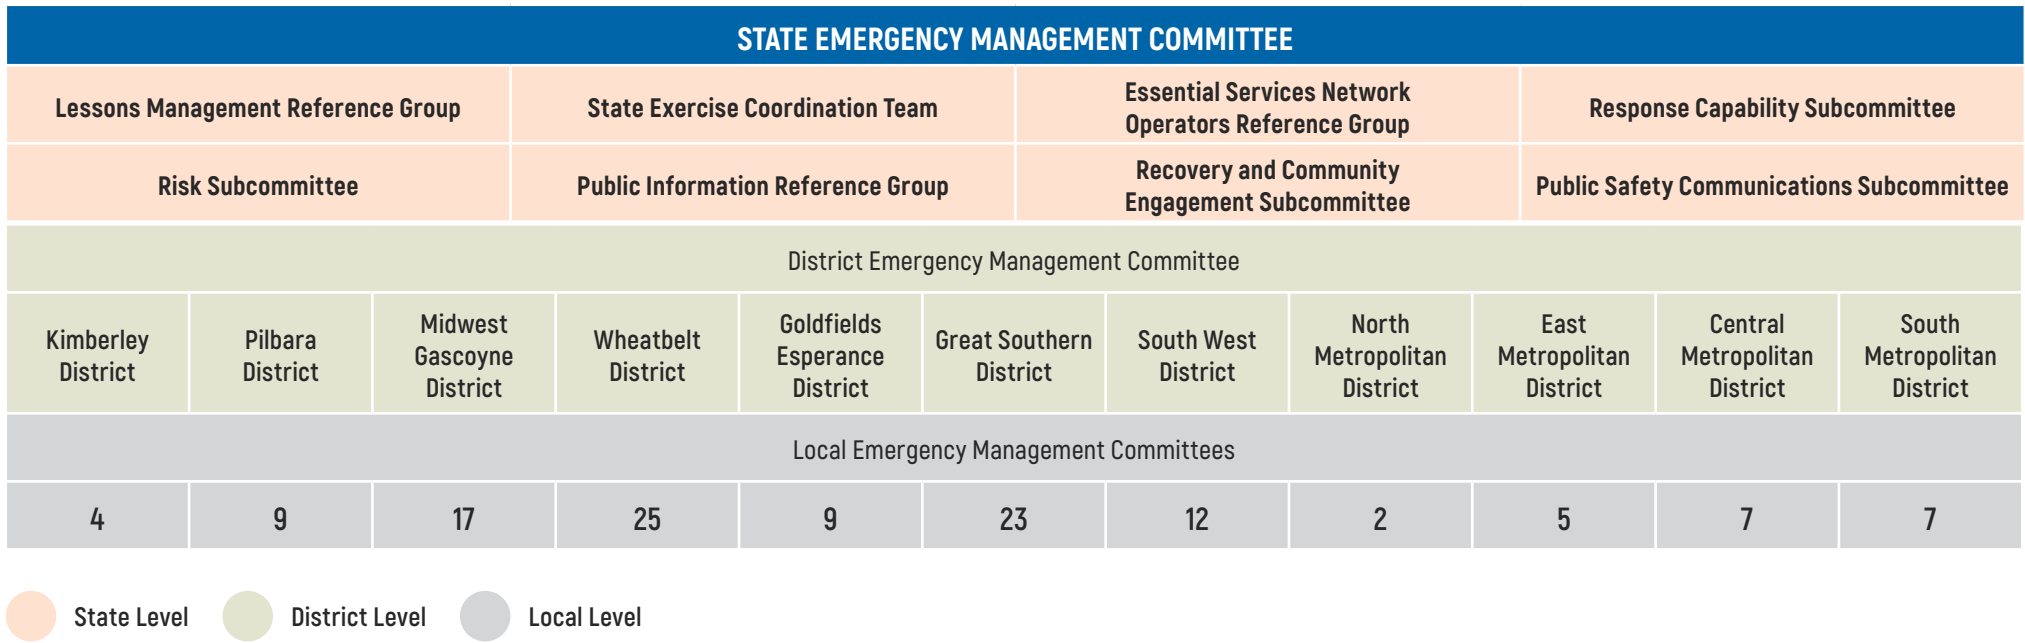 STATE EMERGENCY MANAGEMENT COMMITTEE
Lessons Management Reference Group
State Exercise Coordination Team
Essential Services Network
Operators Reference Group
Response Capability Subcommittee
Risk Subcommittee
Public Information Reference Group
Recovery and Community
Engagement Subcommittee
Public Safety Communications Subcommittee
District Emergency Management Committee
Kimberley
District
Pilbara
District
Midwest
Gascoyne
District
Wheatbelt
District
Goldfields
Esperance
District
Great Southern
District
South West
District
North
Metropolitan
District
East
Metropolitan
District
Central
Metropolitan
District
South
Metropolitan
District
Local Emergency Management Committees
4
9
17
25
9
23
12
2
5
7
7
State Level
District Level
Local Level